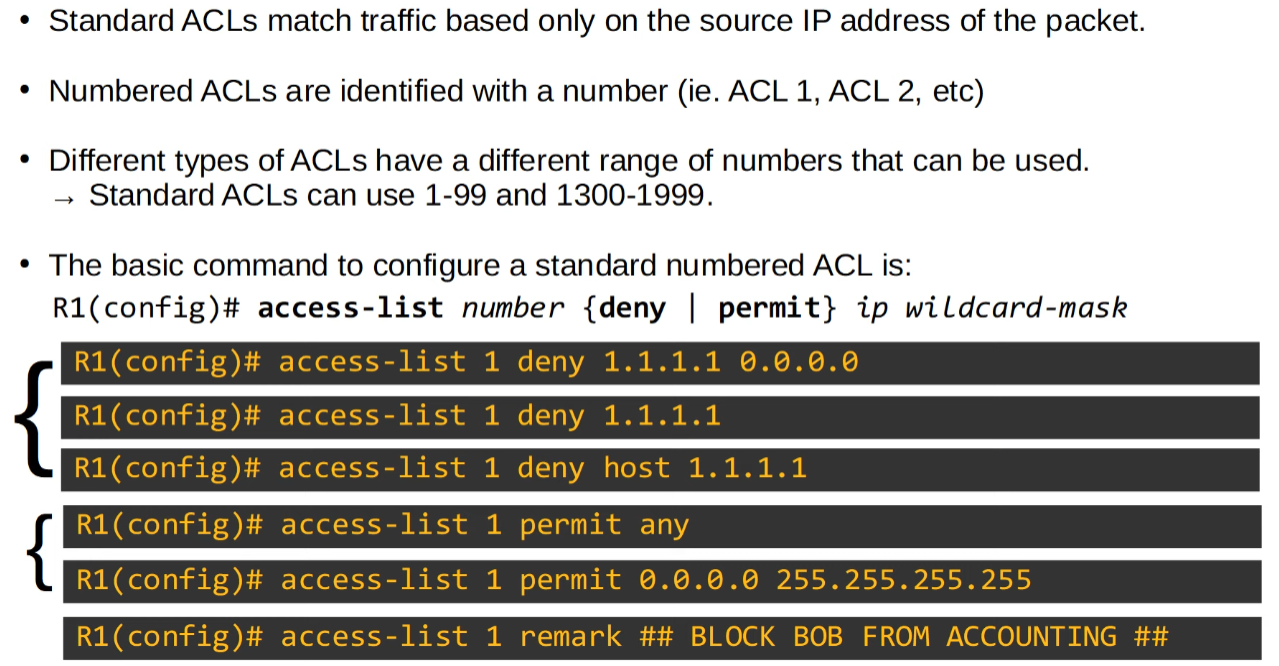 • Standard ACLs match traffic based only on the source IP address of the packet.
• Numbered ACLs are identified with a number (ie. ACL 1, ACL 2, etc)
• Different types of ACLs have a different range of numbers that can be used.
→ Standard ACLs can use 1-99 and 1300-1999.
• The basic command to configure a standard numbered ACL is:
R1(config)# access-list number {deny | permit} ip wildcard-mask
R1(config)# access-list 1 deny 1.1.1.1 0.0.0.0
R1(config)# access-list 1 deny 1.1.1.1
R1(config)# access-list 1 deny host 1.1.1.1
R1(config)# access-list 1 permit any
R1(config)# access-list 1 permit 0.0.0.0 255.255.255.255
R1(config)# access-list 1 remark ## BLOCK BOB FROM ACCOUNTING ##